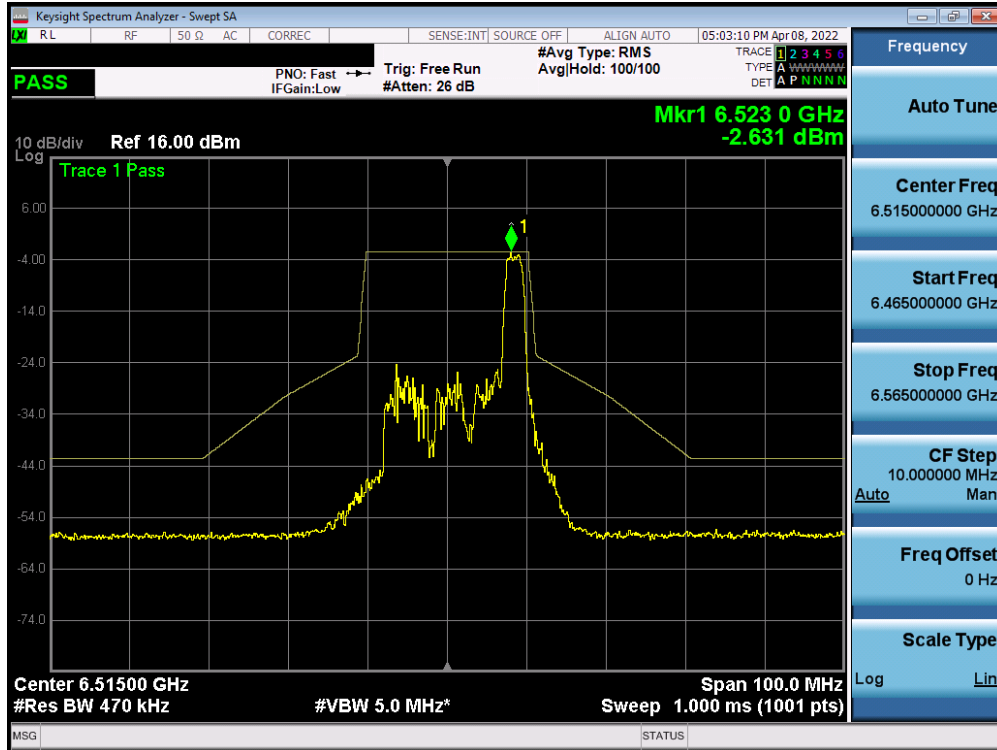 Keysight Spectrum Analyzer - Swept SA
LXI RL RF 50 Ω AC CORREC SENSE:INT SOURCE OFF ALIGN AUTO 05:03:10 PM Apr 08, 2022
PASS
PNO: Fast
IFGain:Low
Trig: Free Run
#Atten: 26 dB
#Avg Type: RMS
Avg|Hold: 100/100
TRACE 1 2 3 4 5 6
TYPE A WWWWW
DET A P N N N N
Mkr1 6.523 0 GHz
-2.631 dBm
10 dB/div Ref 16.00 dBm
Log
Trace 1 Pass
1
6.00
-4.00
-14.0
-24.0
-34.0
-44.0
-54.0
-64.0
-74.0
Center 6.51500 GHz Span 100.0 MHz
#Res BW 470 kHz #VBW 5.0 MHz* Sweep 1.000 ms (1001 pts)
MSG STATUS
Frequency
Auto Tune
Center Freq
6.515000000 GHz
Start Freq
6.465000000 GHz
Stop Freq
6.565000000 GHz
CF Step
10.000000 MHz
Auto Man
Freq Offset
0 Hz
Scale Type
Log Lin